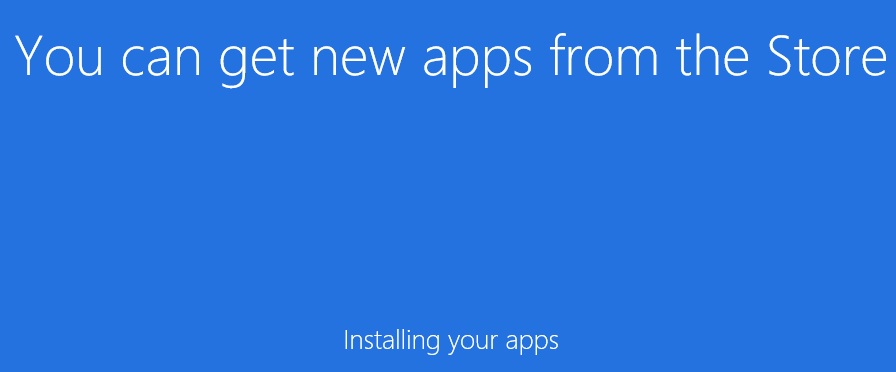 You can get new apps from the Store
Installing your apps